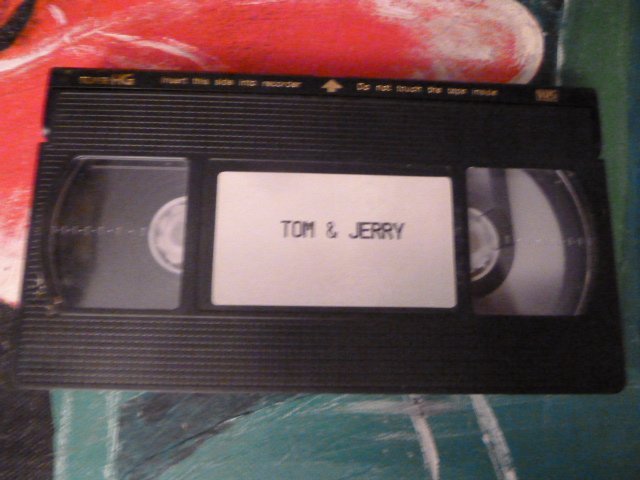 HG Insert this side into recorder Do not touch the tape inside VHS
TOM & JERRY